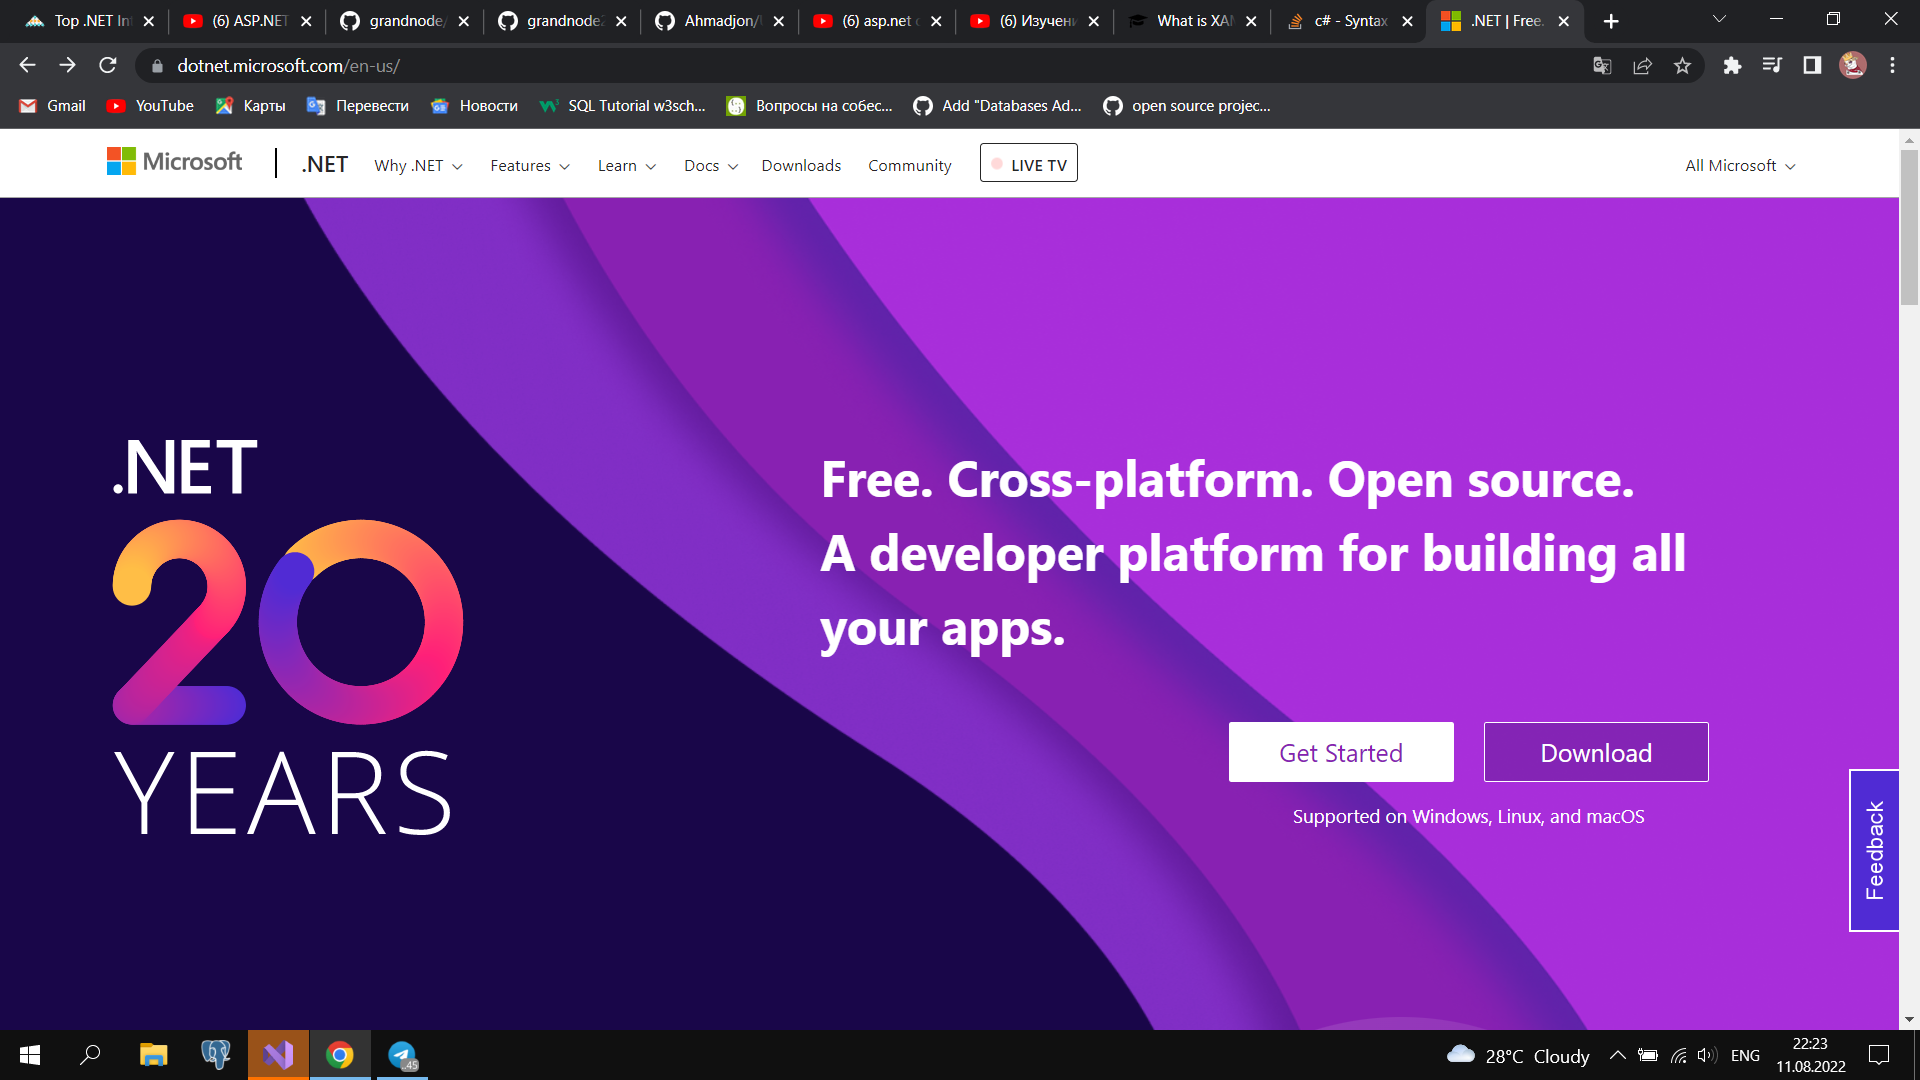 Top .NET In
(6) ASP.NET
grandnode/
grandnode2
Ahmadjon/
(6) asp.net
(6) Изучени
What is XA
c# - Syntax
.NET | Free.
dotnet.microsoft.com/en-us/
Gmail
YouTube
Карты
Перевести
Новости
SQL Tutorial w3sch...
Вопросы на собес...
Add "Databases Ad...
open source projec...
Microsoft
.NET
Why .NET
Features
Learn
Docs
Downloads
Community
LIVE TV
All Microsoft
.NET
20
YEARS
Free. Cross-platform. Open source.
A developer platform for building all
your apps.
Get Started
Download
Supported on Windows, Linux, and macOS
Feedback
45
28°C Cloudy
ENG
22:23
11.08.2022